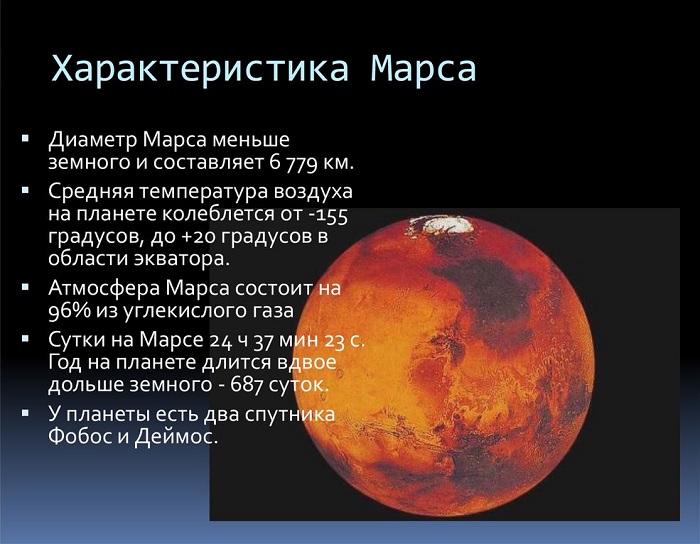 Характеристика Марса
▪ Диаметр Марса меньше
земного и составляет 6 779 км.
▪ Средняя температура воздуха
на планете колеблется от -155
градусов, до +20 градусов в
области экватора.
▪ Атмосфера Марса состоит на
96% из углекислого газа
▪ Сутки на Марсе 24 ч 37 мин 23 с.
Год на планете длится вдвое
дольше земного - 687 суток.
▪ У планеты есть два спутника
Фобос и Деймос.